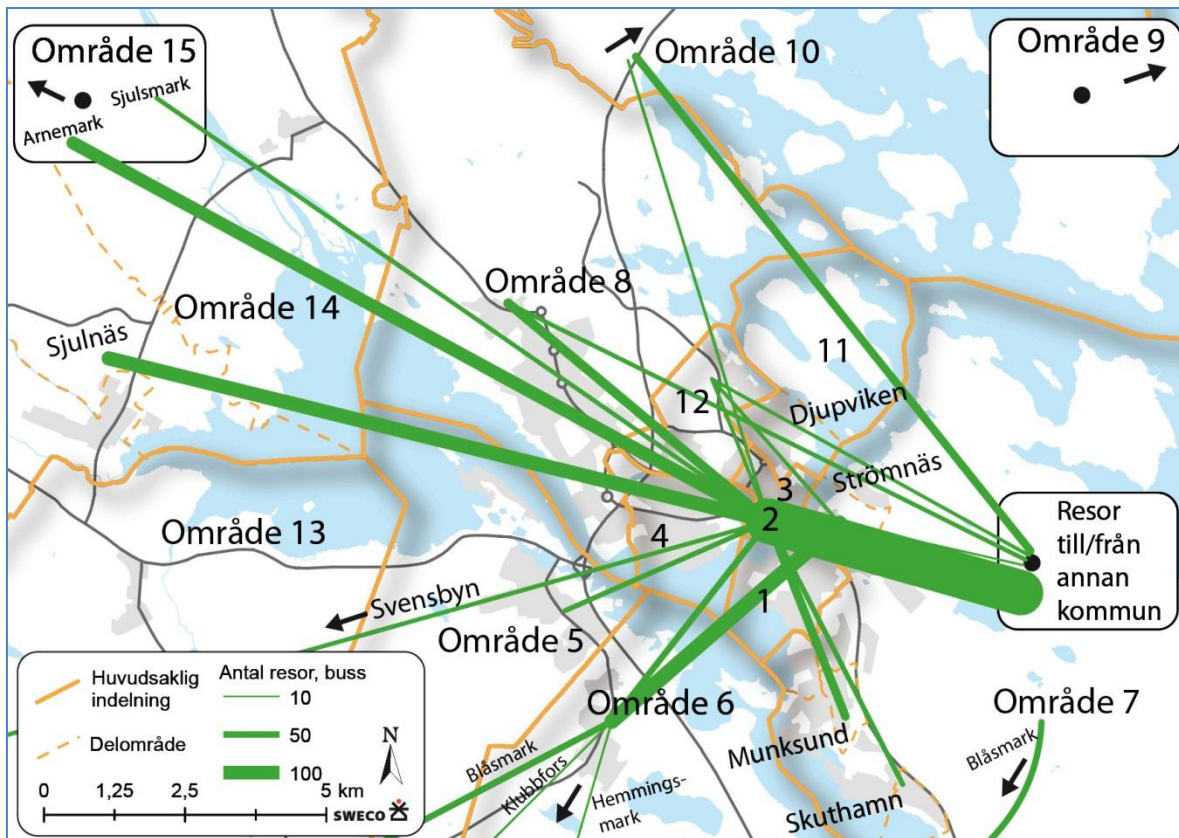 Område 15
Sjulsmark
Arnemark
Område 10
Område 9
Område 8
Område 14
Sjulnäs
11
12
Djupviken
Strömnäs
3
2
4
Område 13
Resor
till/från
annan
kommun
Svensbyn
1
Område 5
Område 6
Område 7
Munksund
Blåsmark
Skuthamn
Blåsmark
Klubbfors
Hemmings-
mark
Huvudsaklig
indelning
Delområde
Antal resor, buss
10
50
100
N
0 1,25 2,5 5 km
SWECO